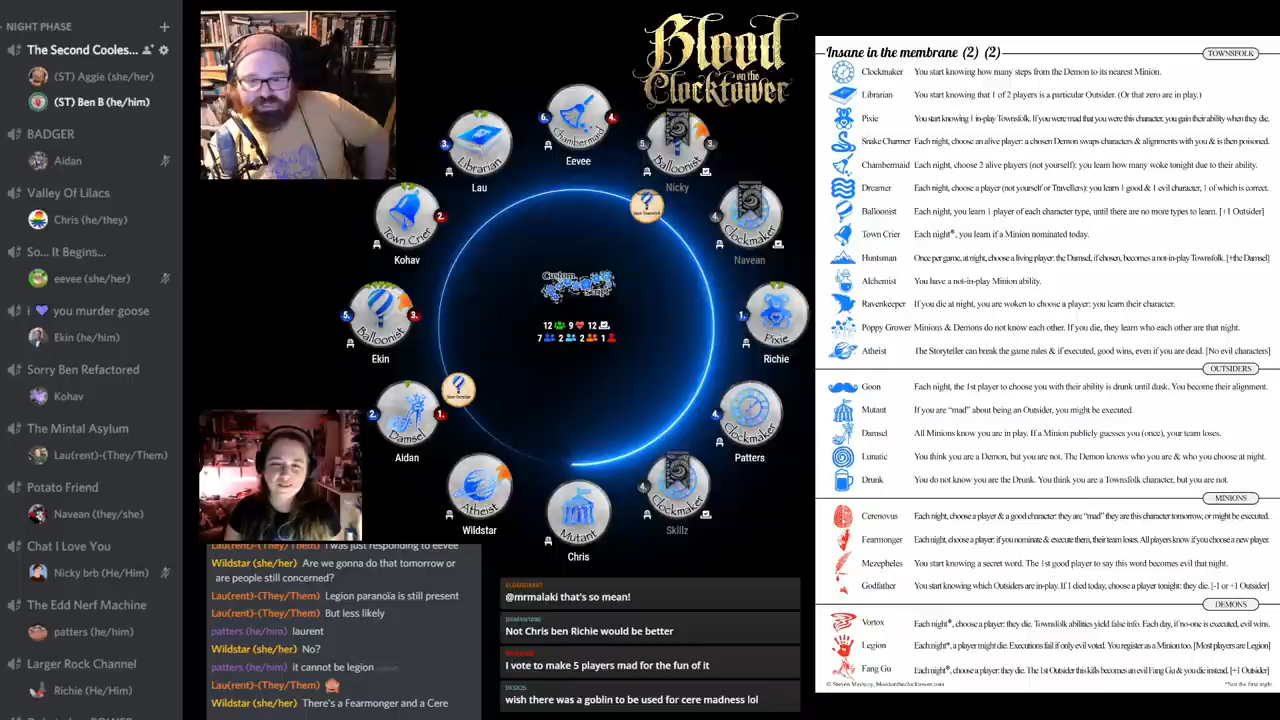 NIGHT PHASE
The Second Cooles...
(ST) Aggie (she/her)
(ST) Ben B (he/him)
BADGER
Aidan
Valley Of Lilacs
Chris (he/they)
So... It Begins...
eevee (she/her)
i 💜 you murder goose
Ekin (he/him)
Sorry Ben Refactored
Kohav
The Mintal Asylum
Lau(rent)-(They/Them)
Potato Friend
Navean (they/she)
Chat I Love You
Nicky brb (He/Him)
The Edd Nerf Machine
patters (he/him)
Larger Rock Channel
Richie (He/Him)
Blood
on the
Clocktower
6.
Chambermaid
4.
Eevee
3.
Librarian
Lau
5.
Balloonist
3.
Nicky
Town Crier
2.
Kohav
4.
Clockmaker
Navean
5.
Balloonist
3.
Ekin
1.
Pixie
Richie
2.
Damsel
1.
Aidan
4.
Clockmaker
Patters
Atheist
Wildstar
Mutant
Chris
4.
Clockmaker
Skillz
Custom
Script
12 9 12
7 2 2 1
Lau(rent)-(They/Them) I was just responding to eevee
Wildstar (she/her) Are we gonna do that tomorrow or
are people still concerned?
Lau(rent)-(They/Them) Legion paranoïa is still present
Lau(rent)-(They/Them) But less likely
patters (he/him) laurent
Wildstar (she/her) No?
patters (he/him) it cannot be legion
Lau(rent)-(They/Them)
Wildstar (she/her) There's a Fearmonger and a Cere
@mrmalaki that's so mean!
Not Chris ben Richie would be better
I vote to make 5 players mad for the fun of it
wish there was a goblin to be used for cere madness lol
Insane in the membrane (2) (2)
TOWNSFOLK
Clockmaker You start knowing how many steps from the Demon to its nearest Minion.
Librarian You start knowing that 1 of 2 players is a particular Outsider. (Or that zero are in play.)
Pixie You start knowing 1 in-play Townsfolk. If you were mad that you were this character, you gain their ability when they die.
Snake Charmer Each night, choose an alive player: a chosen Demon swaps characters & alignments with you & is then poisoned.
Chambermaid Each night, choose 2 alive players (not yourself): you learn how many woke tonight due to their ability.
Dreamer Each night, choose a player (not yourself or Travellers): you learn 1 good & 1 evil character, 1 of which is correct.
Balloonist Each night, you learn 1 player of each character type, until there are no more types to learn. [+1 Outsider]
Town Crier Each night*, you learn if a Minion nominated today.
Huntsman Once per game, at night, choose a living player: the Damsel, if chosen, becomes a not-in-play Townsfolk. [+the Damsel]
Alchemist You have a not-in-play Minion ability.
Ravenkeeper If you die at night, you are woken to choose a player: you learn their character.
Poppy Grower Minions & Demons do not know each other. If you die, they learn who each other are that night.
Atheist The Storyteller can break the game rules & if executed, good wins, even if you are dead. [No evil characters]
OUTSIDERS
Goon Each night, the 1st player to choose you with their ability is drunk until dusk. You become their alignment.
Mutant If you are "mad" about being an Outsider, you might be executed.
Damsel All Minions know you are in play. If a Minion publicly guesses you (once), your team loses.
Lunatic You think you are a Demon, but you are not. The Demon knows who you are & who you choose at night.
Drunk You do not know you are the Drunk. You think you are a Townsfolk character, but you are not.
MINIONS
Cerenovus Each night, choose a player & a good character: they are "mad" they are this character tomorrow, or might be executed.
Fearmonger Each night, choose a player: if you nominate & execute them, their team loses. All players know if you choose a new player.
Mezepheles You start knowing a secret word. The 1st good player to say this word becomes evil that night.
Godfather You start knowing which Outsiders are in-play. If 1 died today, choose a player tonight: they die. [-1 or +1 Outsider]
DEMONS
Vortox Each night*, choose a player: they die. Townsfolk abilities yield false info. Each day, if no-one is executed, evil wins.
Legion Each night*, a player might die. Executions fail if only evil voted. You register as a Minion too. [Most players are Legion]
Fang Gu Each night*, choose a player: they die. The 1st Outsider this kills becomes an evil Fang Gu & you die instead. [+1 Outsider]
© Steven Medway, bloodontheclocktower.com
*Not the first night